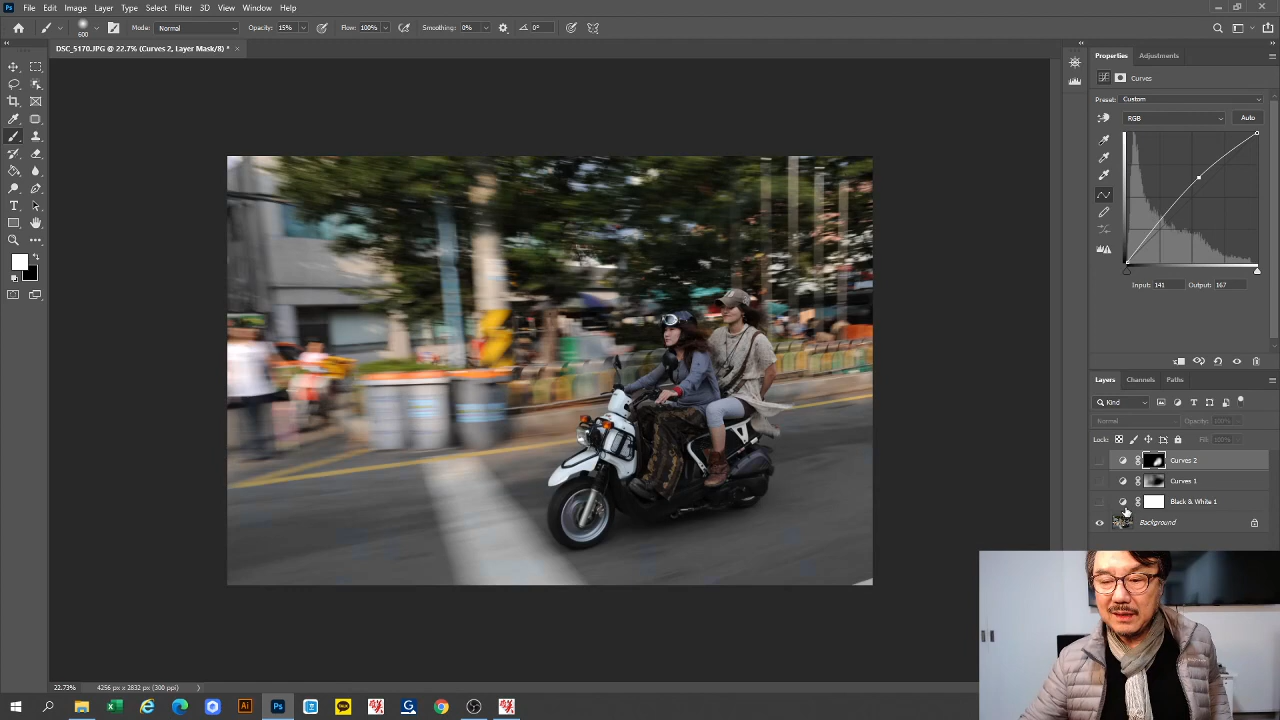 File Edit Image Layer Type Select Filter 3D View Window Help
600 Mode: Normal Opacity: 15% Flow: 100% Smoothing: 0% 0°
DSC_5170.JPG @ 22.7% (Curves 2, Layer Mask/8) *
Properties Adjustments
Curves
Preset: Custom
RGB Auto
Input: 141 Output: 167
Layers Channels Paths
Kind
Normal Opacity: 100%
Lock: Fill: 100%
Curves 2
Curves 1
Black & White 1
Background
22.73% 4256 px x 2832 px (300 ppi)